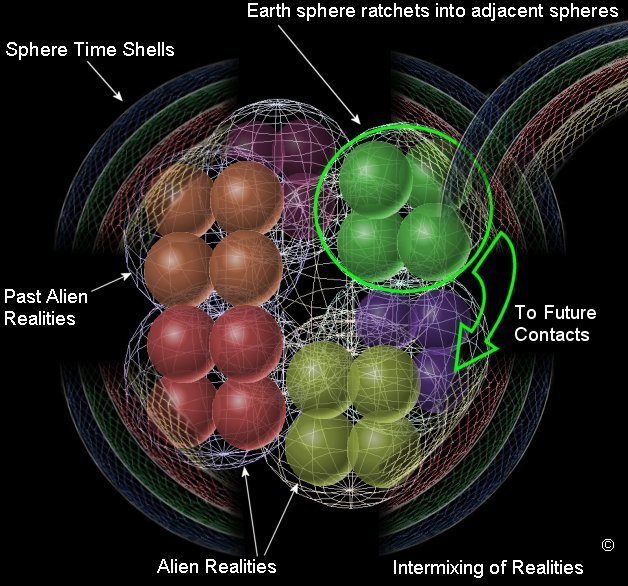 Earth sphere ratchets into adjacent spheres
Sphere Time Shells
Past Alien
Realities
To Future
Contacts
Alien Realities
Intermixing of Realities
©